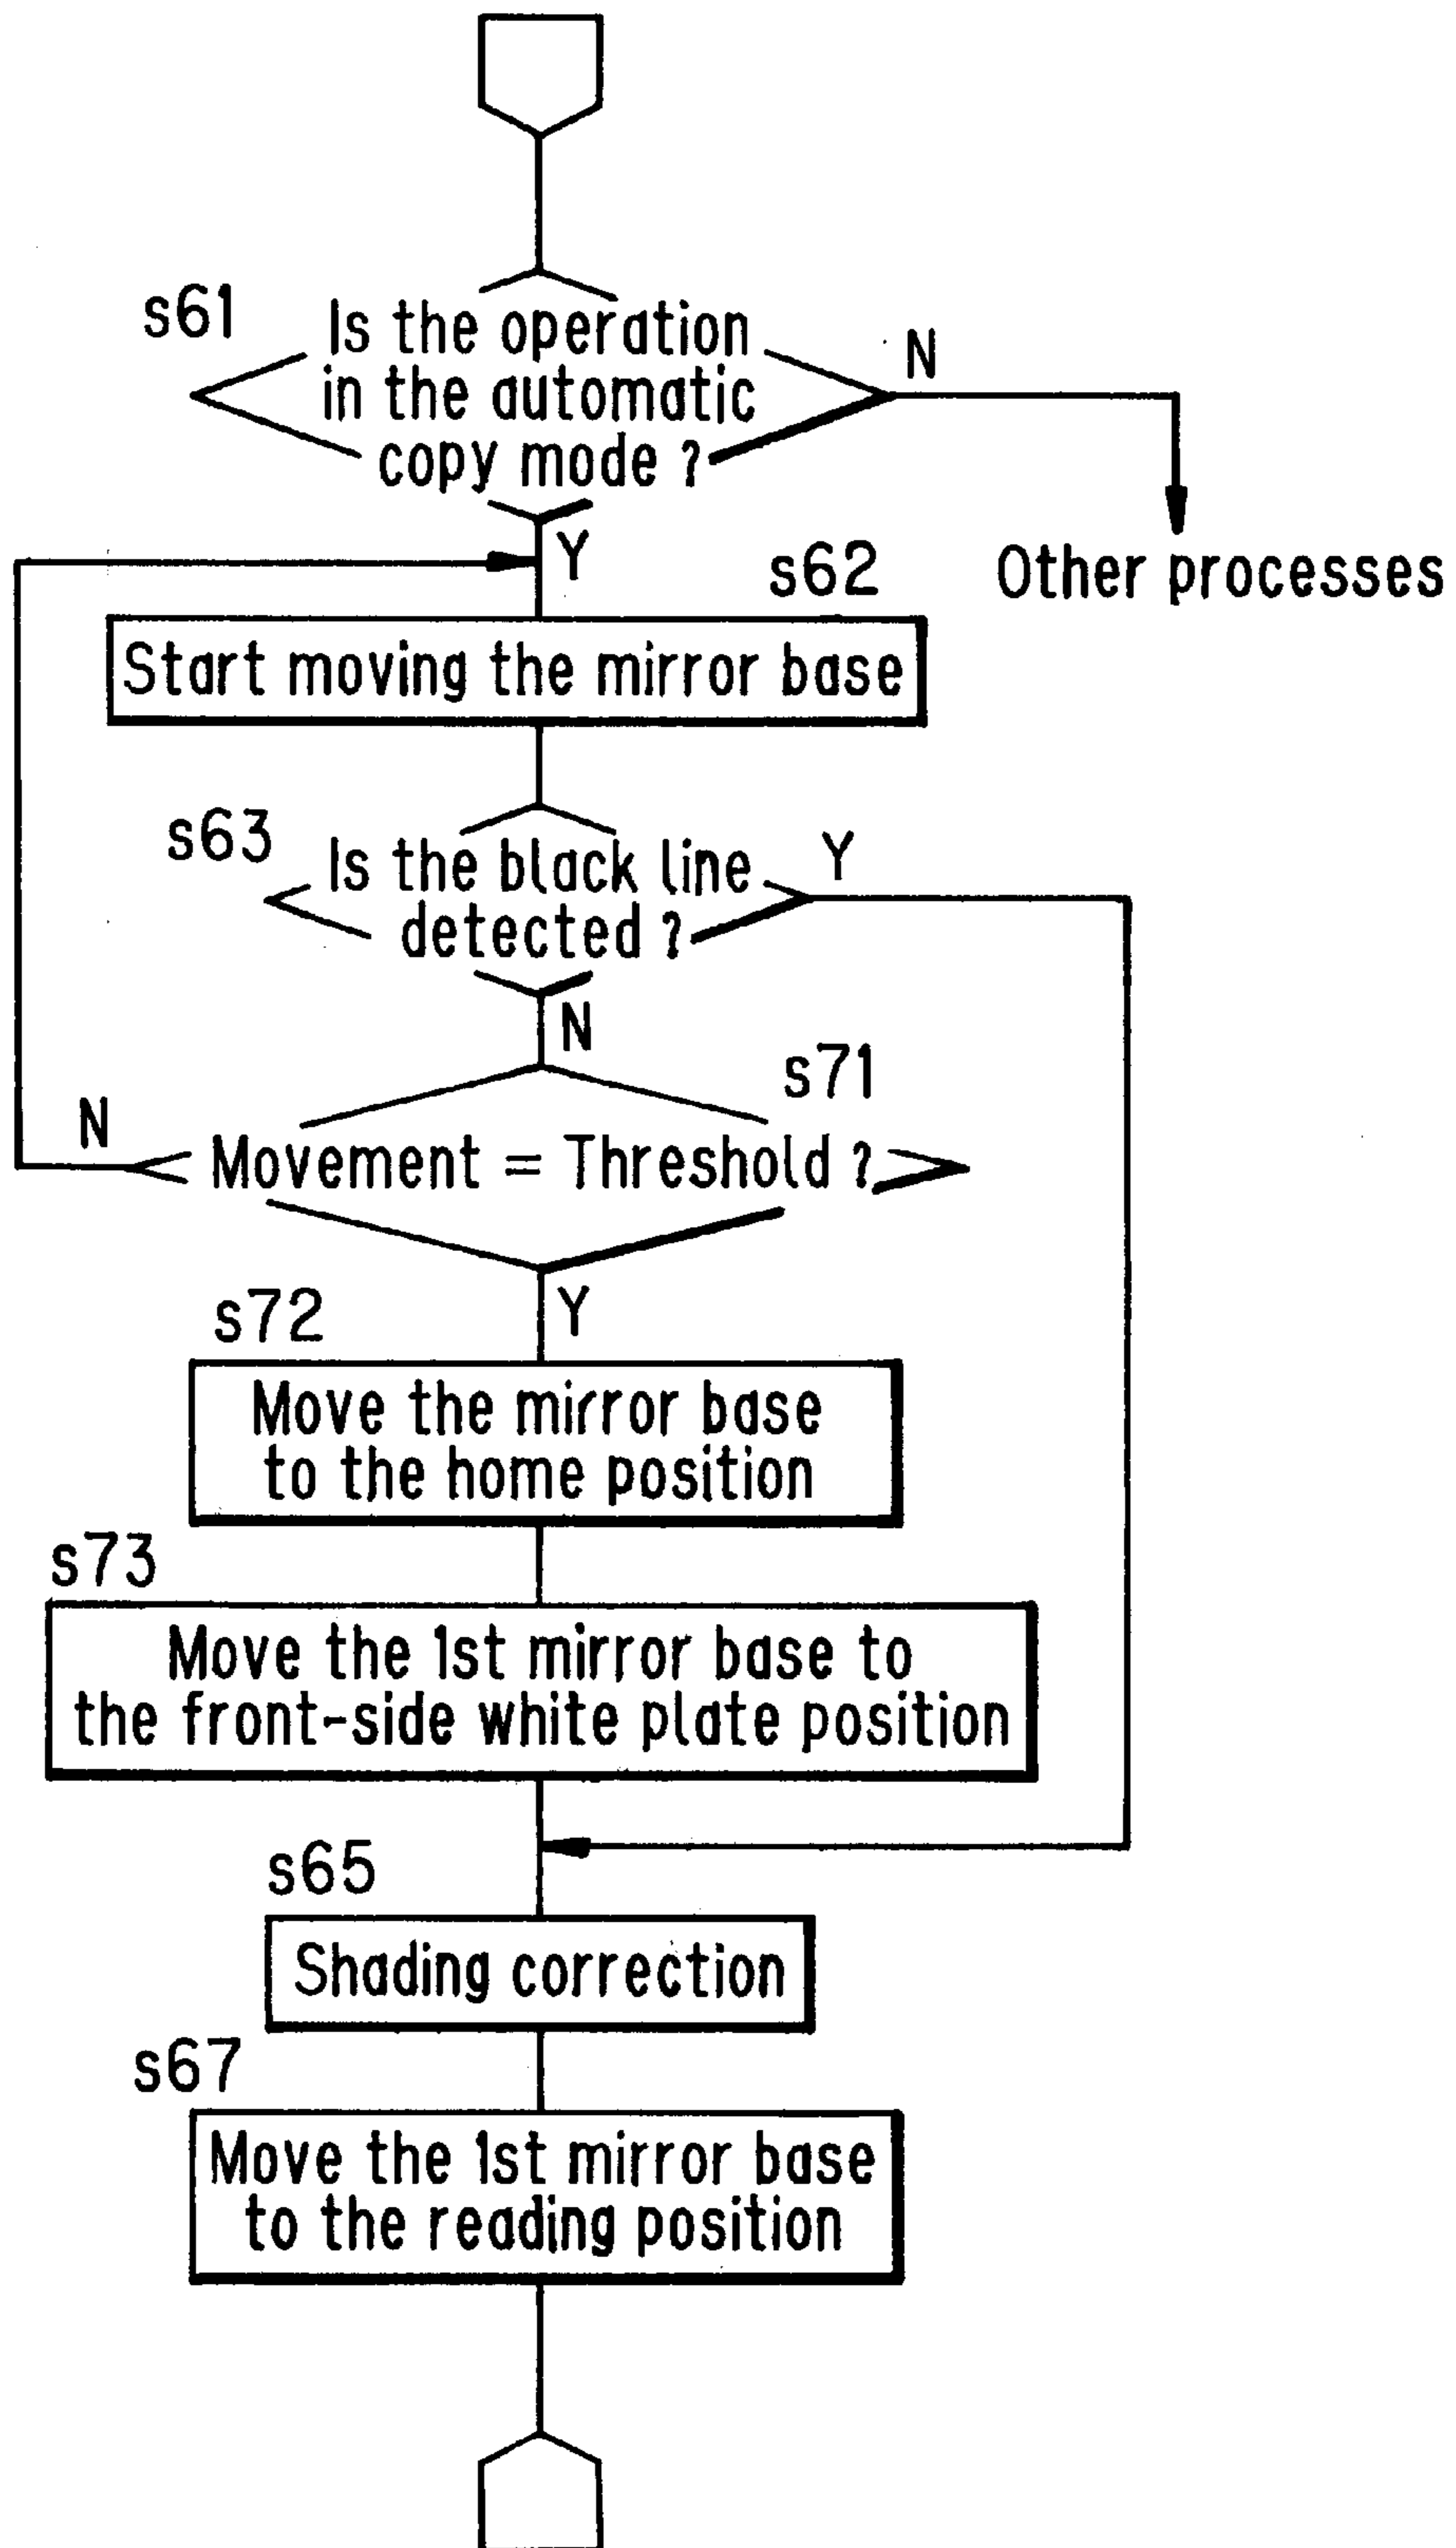 s61
Is the operation
in the automatic
copy mode ?
N
Y
Other processes
s62
Start moving the mirror base
s63
Is the black line
detected ?
Y
N
s71
N
Movement = Threshold ?
Y
s72
Move the mirror base
to the home position
s73
Move the 1st mirror base to
the front-side white plate position
s65
Shading correction
s67
Move the 1st mirror base
to the reading position